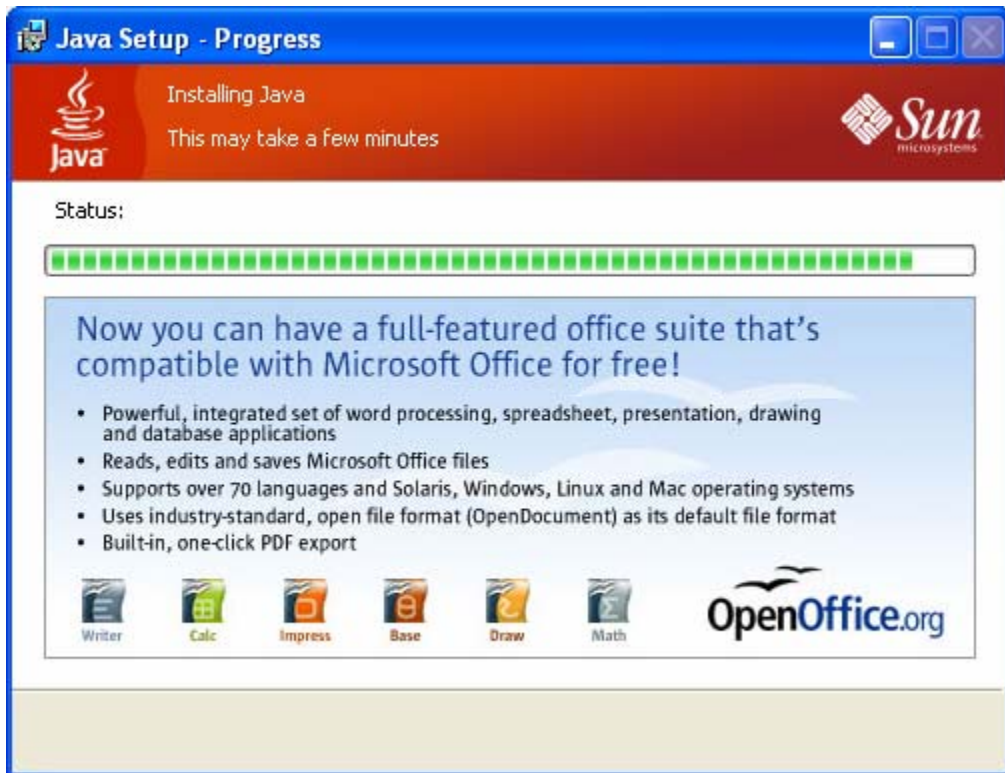 Java Setup - Progress
Installing Java
This may take a few minutes
Java
Sun
microsystems
Status:
Now you can have a full-featured office suite that's
compatible with Microsoft Office for free!
• Powerful, integrated set of word processing, spreadsheet, presentation, drawing
and database applications
• Reads, edits and saves Microsoft Office files
• Supports over 70 languages and Solaris, Windows, Linux and Mac operating systems
• Uses industry-standard, open file format (OpenDocument) as its default file format
• Built-in, one-click PDF export
Writer Calc Impress Base Draw Math
OpenOffice.org